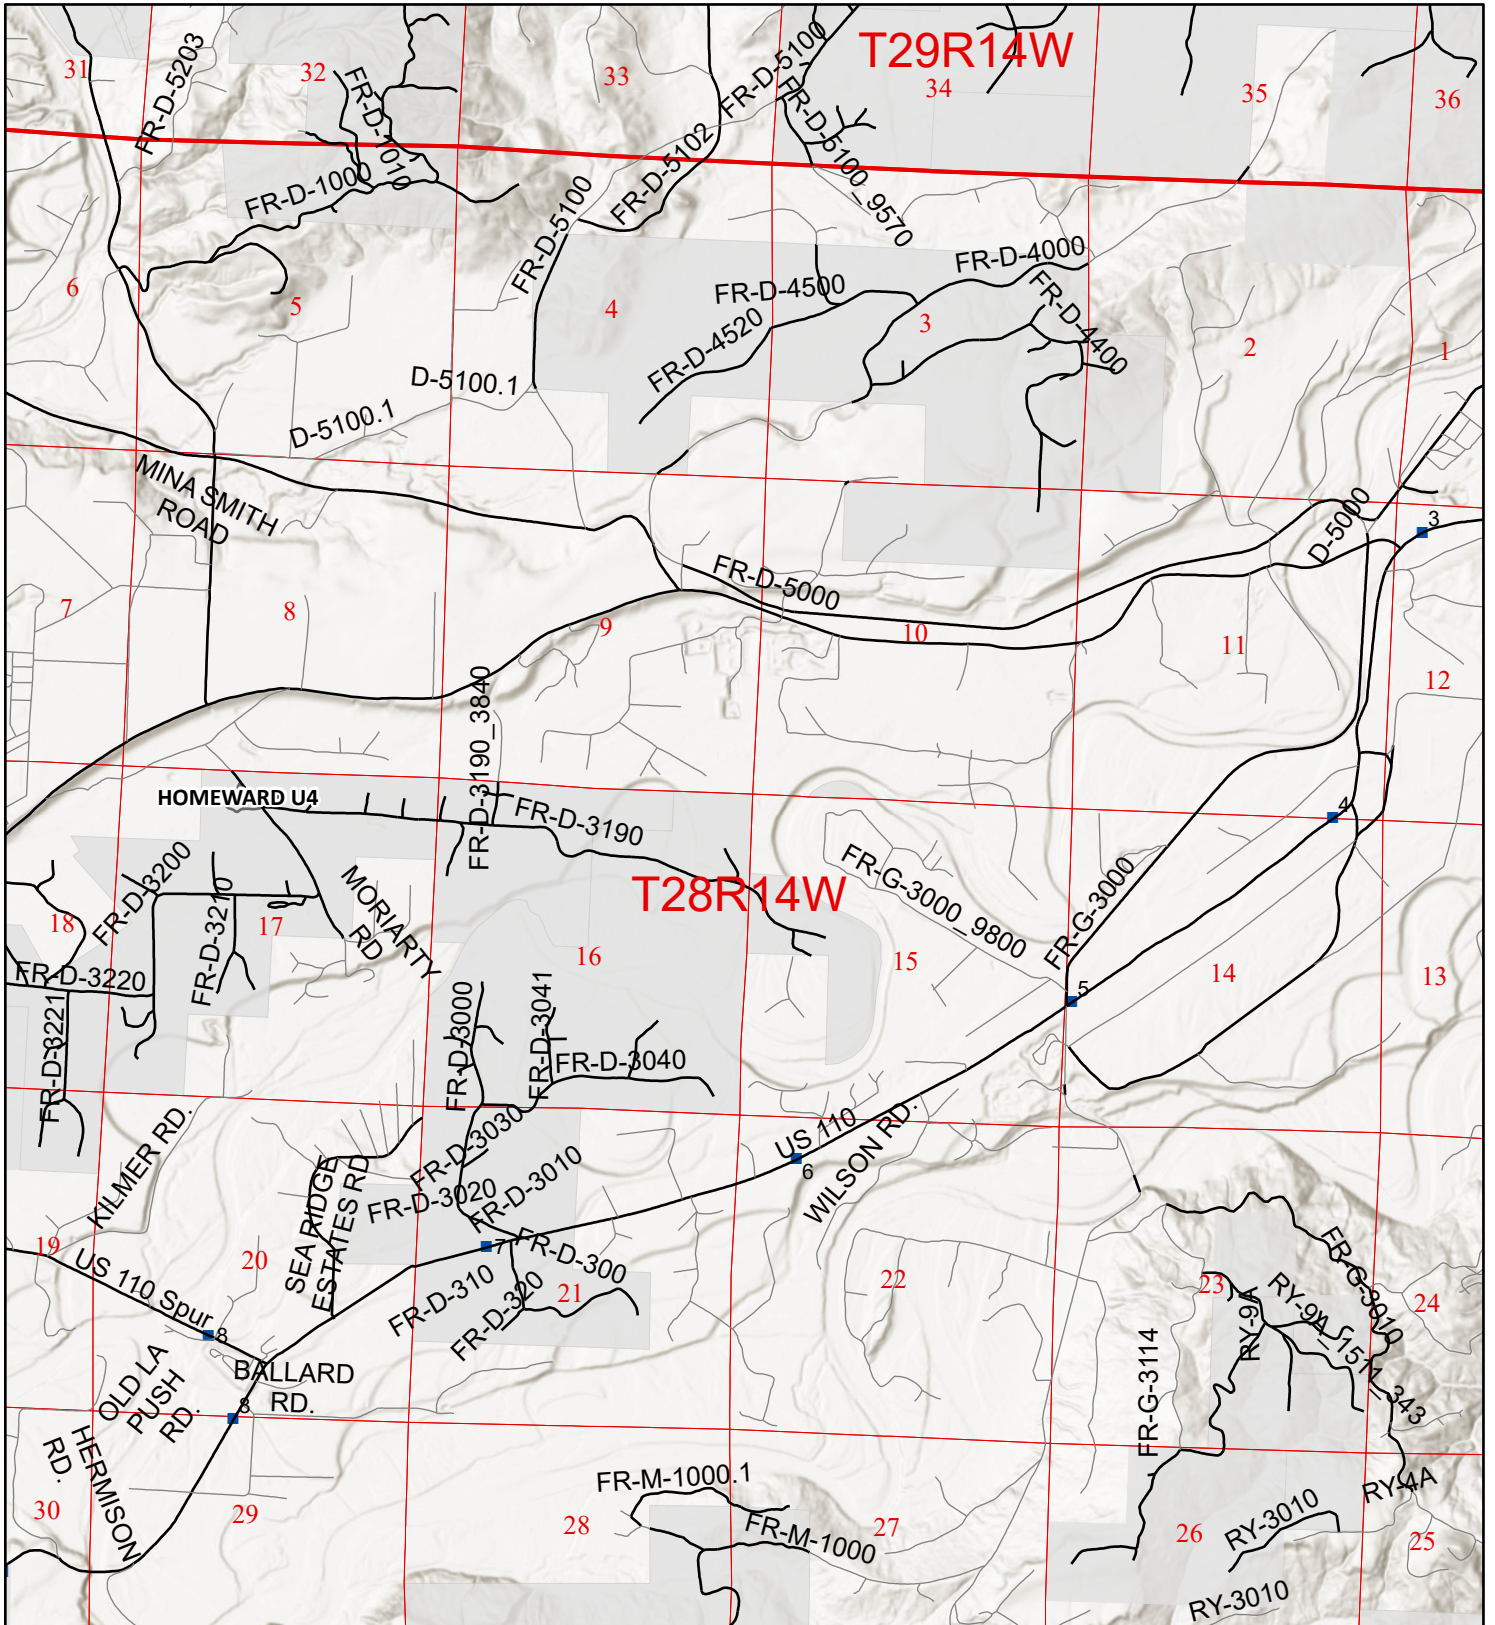 T29R14W
31
32
33
34
35
36
FR-D-5203
FR-D-1010
FR-D-5100
FR-D-5102
FR-D-5100_9570
FR-D-1000
FR-D-5100
FR-D-4000
FR-D-4500
FR-D-4400
FR-D-4520
6
5
4
3
2
1
D-5100.1
D-5100.1
MINA SMITH
ROAD
D-5000
3
FR-D-5000
7
8
9
10
11
12
FR-D-3190_3840
HOMEWARD U4
FR-D-3190
4
T28R14W
FR-D-3200
FR-D-3210
MORIARTY
RD
FR-G-3000_9800
FR-G-3000
18
17
16
15
14
13
FR-D-3220
FR-D-3221
FR-D-3000
FR-D-3041
FR-D-3040
5
KILMER RD.
FR-D-3030
US 110
6
WILSON RD.
SEA RIDGE
ESTATES RD
FR-D-3020
FR-D-3010
7
FR-D-300
19
20
21
22
23
24
US 110 Spur
8
FR-D-310
FR-D-320
FR-G-3010
RY-9A
RY-9A_1511_343
FR-G-3114
OLD LA
PUSH
RD.
BALLARD
RD.
8
HERMISON
RD.
30
29
28
27
26
25
FR-M-1000.1
FR-M-1000
RY-4A
RY-3010
RY-3010